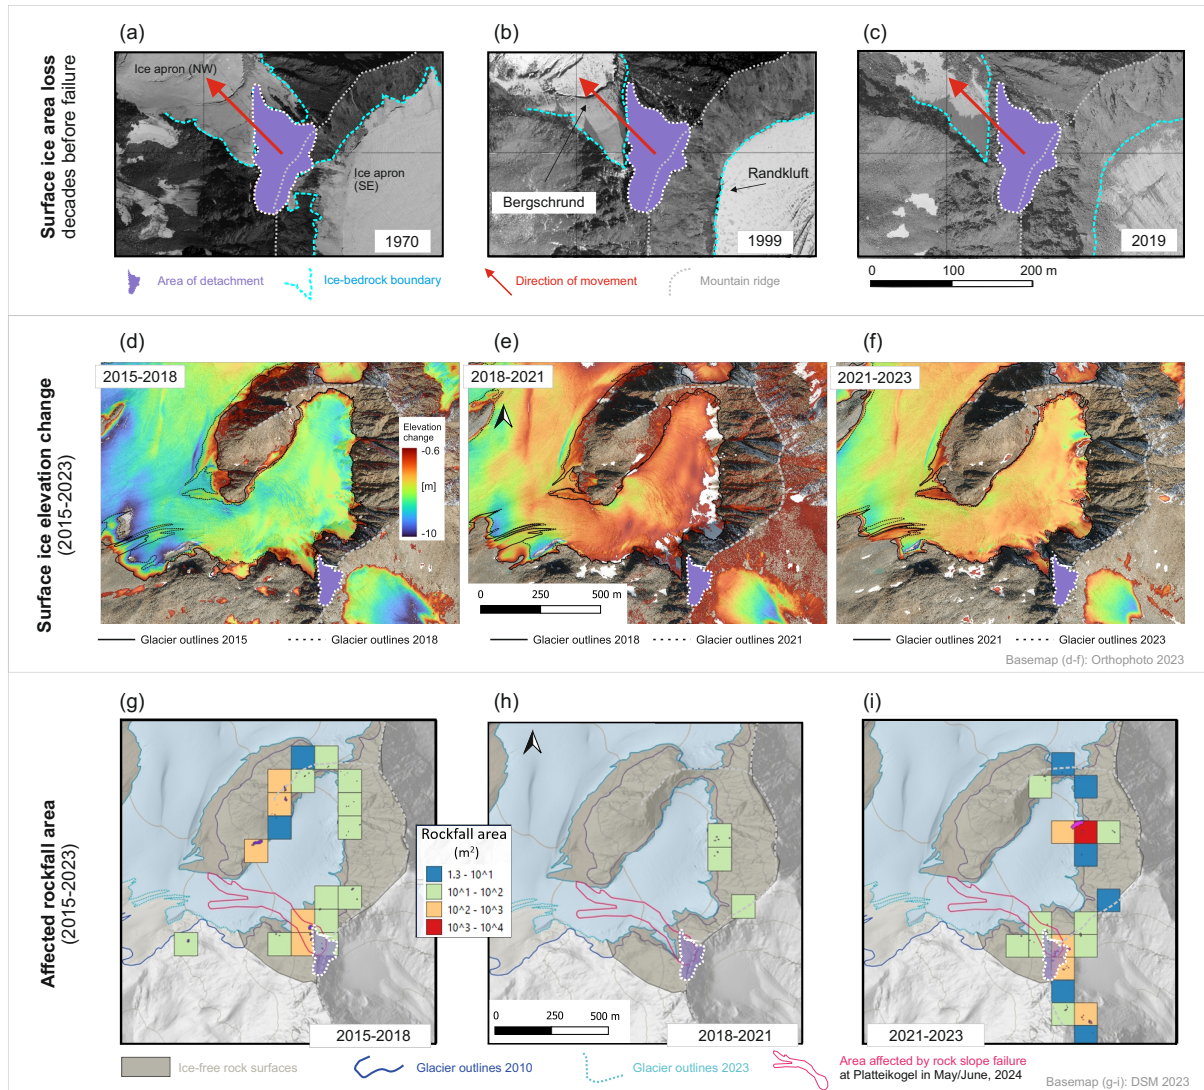 Surface ice area loss
decades before failure
(a)
(b)
(c)
Ice apron (NW)
Ice apron
(SE)
1970
Bergschrund
Randkluft
1999
2019
Area of detachment
Ice-bedrock boundary
Direction of movement
Mountain ridge
0 100 200 m
Surface ice elevation change
(2015-2023)
(d)
(e)
(f)
2015-2018
2018-2021
2021-2023
Elevation
change
-0.6
[m]
-10
0 250 500 m
Glacier outlines 2015
Glacier outlines 2018
Glacier outlines 2018
Glacier outlines 2021
Glacier outlines 2021
Glacier outlines 2023
Basemap (d-f): Orthophoto 2023
Affected rockfall area
(2015-2023)
(g)
(h)
(i)
Rockfall area
(m²)
1.3 - 10^1
10^1 - 10^2
10^2 - 10^3
10^3 - 10^4
0 250 500 m
2015-2018
2018-2021
2021-2023
Ice-free rock surfaces
Glacier outlines 2010
Glacier outlines 2023
Area affected by rock slope failure
at Platteikogel in May/June, 2024
Basemap (g-i): DSM 2023